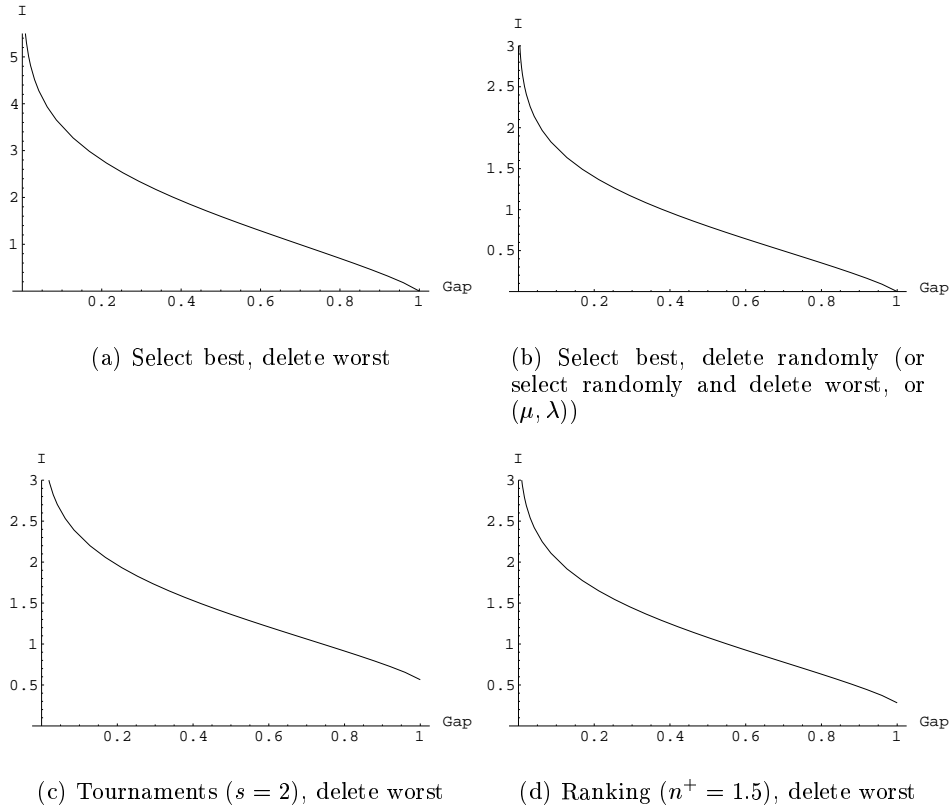 I
5
4
3
2
1
0.2 0.4 0.6 0.8 1 Gap
(a) Select best, delete worst
I
3
2.5
2
1.5
1
0.5
0.2 0.4 0.6 0.8 1 Gap
(b) Select best, delete randomly (or
select randomly and delete worst, or
(μ, λ))
I
3
2.5
2
1.5
1
0.5
0.2 0.4 0.6 0.8 1 Gap
(c) Tournaments (s = 2), delete worst
I
3
2.5
2
1.5
1
0.5
0.2 0.4 0.6 0.8 1 Gap
(d) Ranking (n⁺ = 1.5), delete worst